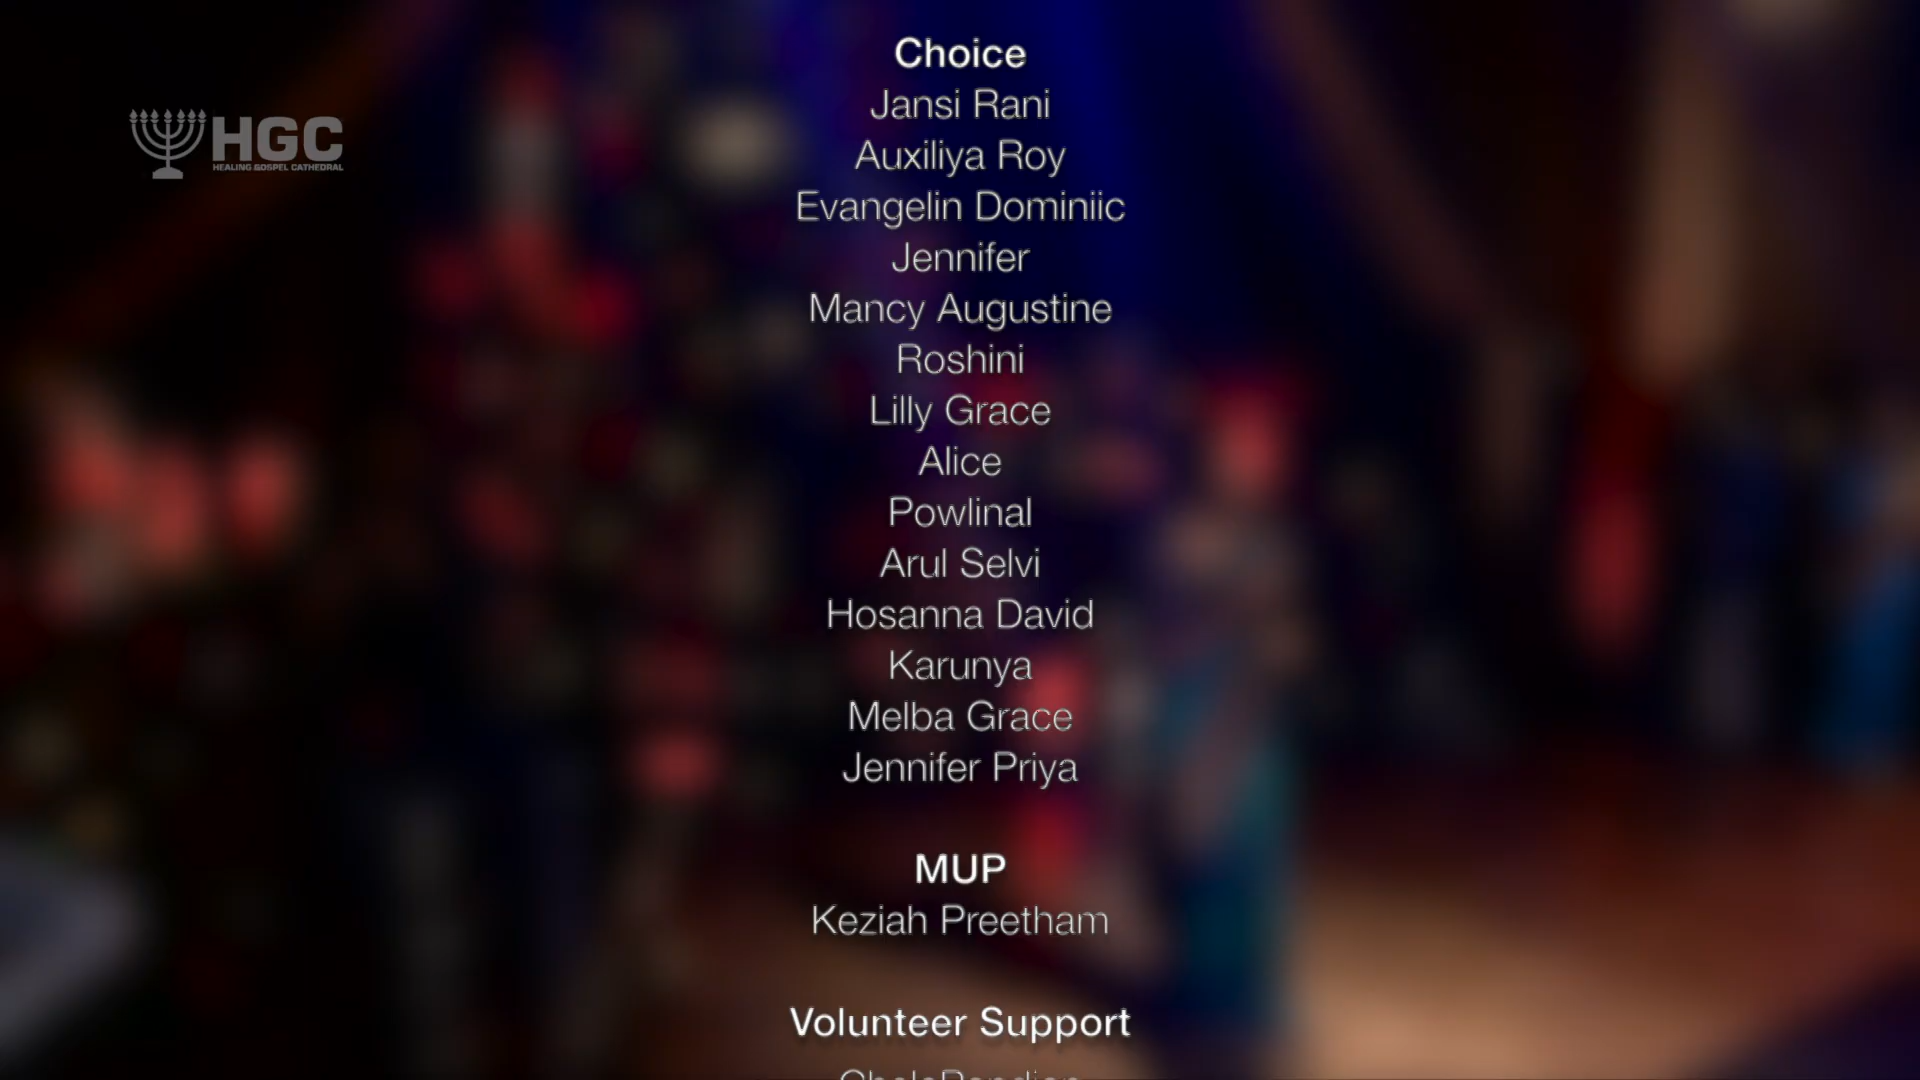 Choice
HGC
HEALING GOSPEL CATHEDRAL
Jansi Rani
Auxiliya Roy
Evangelin Dominiic
Jennifer
Mancy Augustine
Roshini
Lilly Grace
Alice
Powlinal
Arul Selvi
Hosanna David
Karunya
Melba Grace
Jennifer Priya
MUP
Keziah Preetham
Volunteer Support